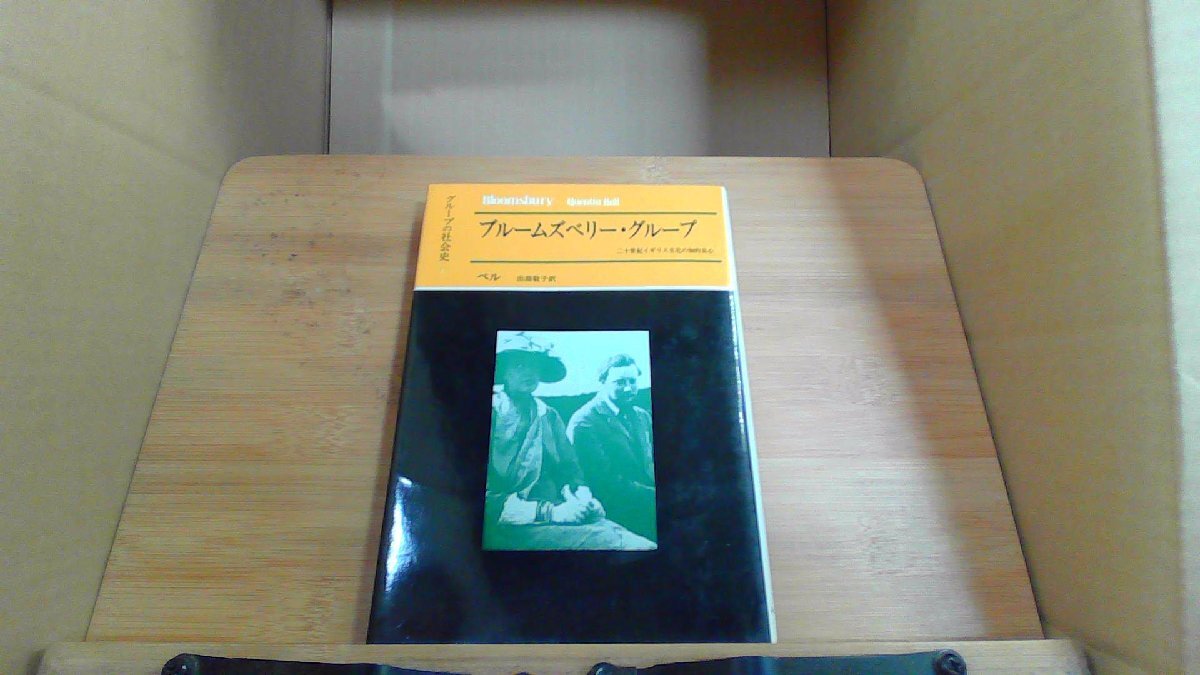 グループの社会史
Bloomsbury Quentin Bell
ブルームズベリー・グループ
二十世紀イギリス文化の知的良心
ベル 出淵敬子訳